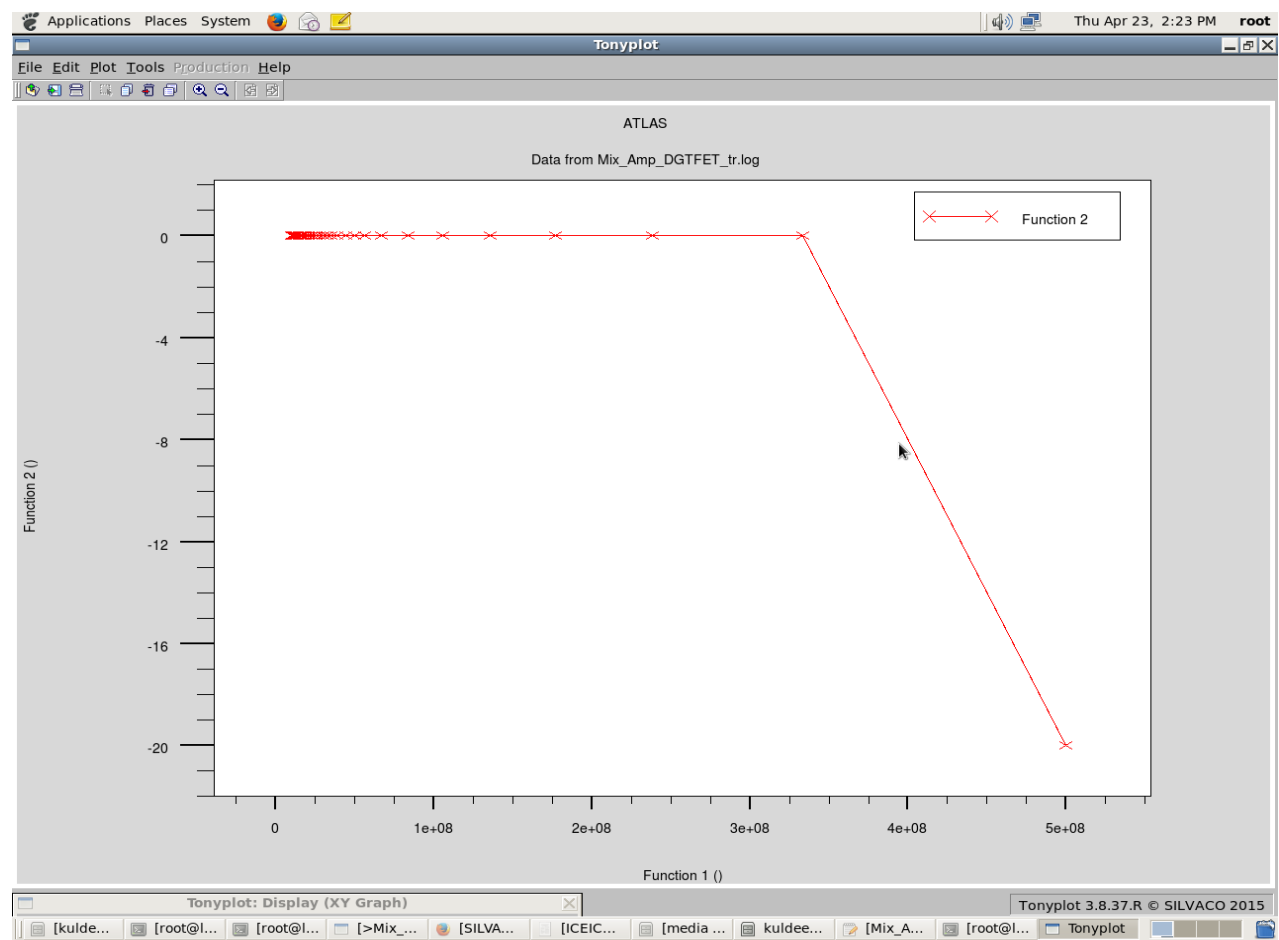 Applications Places System Thu Apr 23, 2:23 PM root
Tonyplot
File Edit Plot Tools Production Help
ATLAS
Data from Mix_Amp_DGTFET_tr.log
Function 2
0
-4
-8
-12
-16
-20
Function 2 ()
0 1e+08 2e+08 3e+08 4e+08 5e+08
Function 1 ()
Tonyplot: Display (XY Graph)
Tonyplot 3.8.37.R © SILVACO 2015
[kulde... [root@l... [root@l... [>Mix_... [SILVA... [ICEIC... [media ... kuldee... [Mix_A... [root@l... Tonyplot